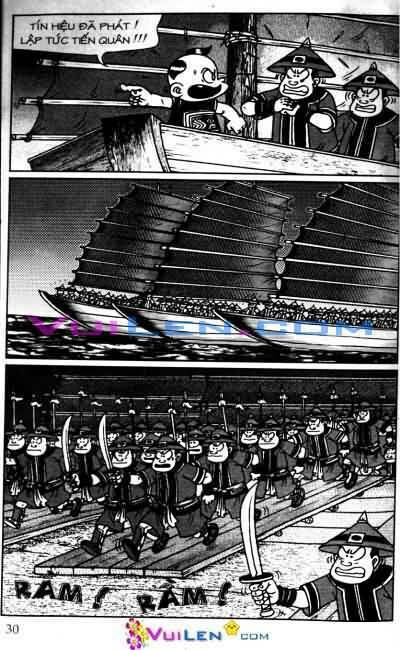 TÍN HIỆU ĐÃ PHÁT !
LẬP TỨC TIẾN QUÂN !!!
VuiLen.com
RẦM ! RẦM !
30
VuiLen.com